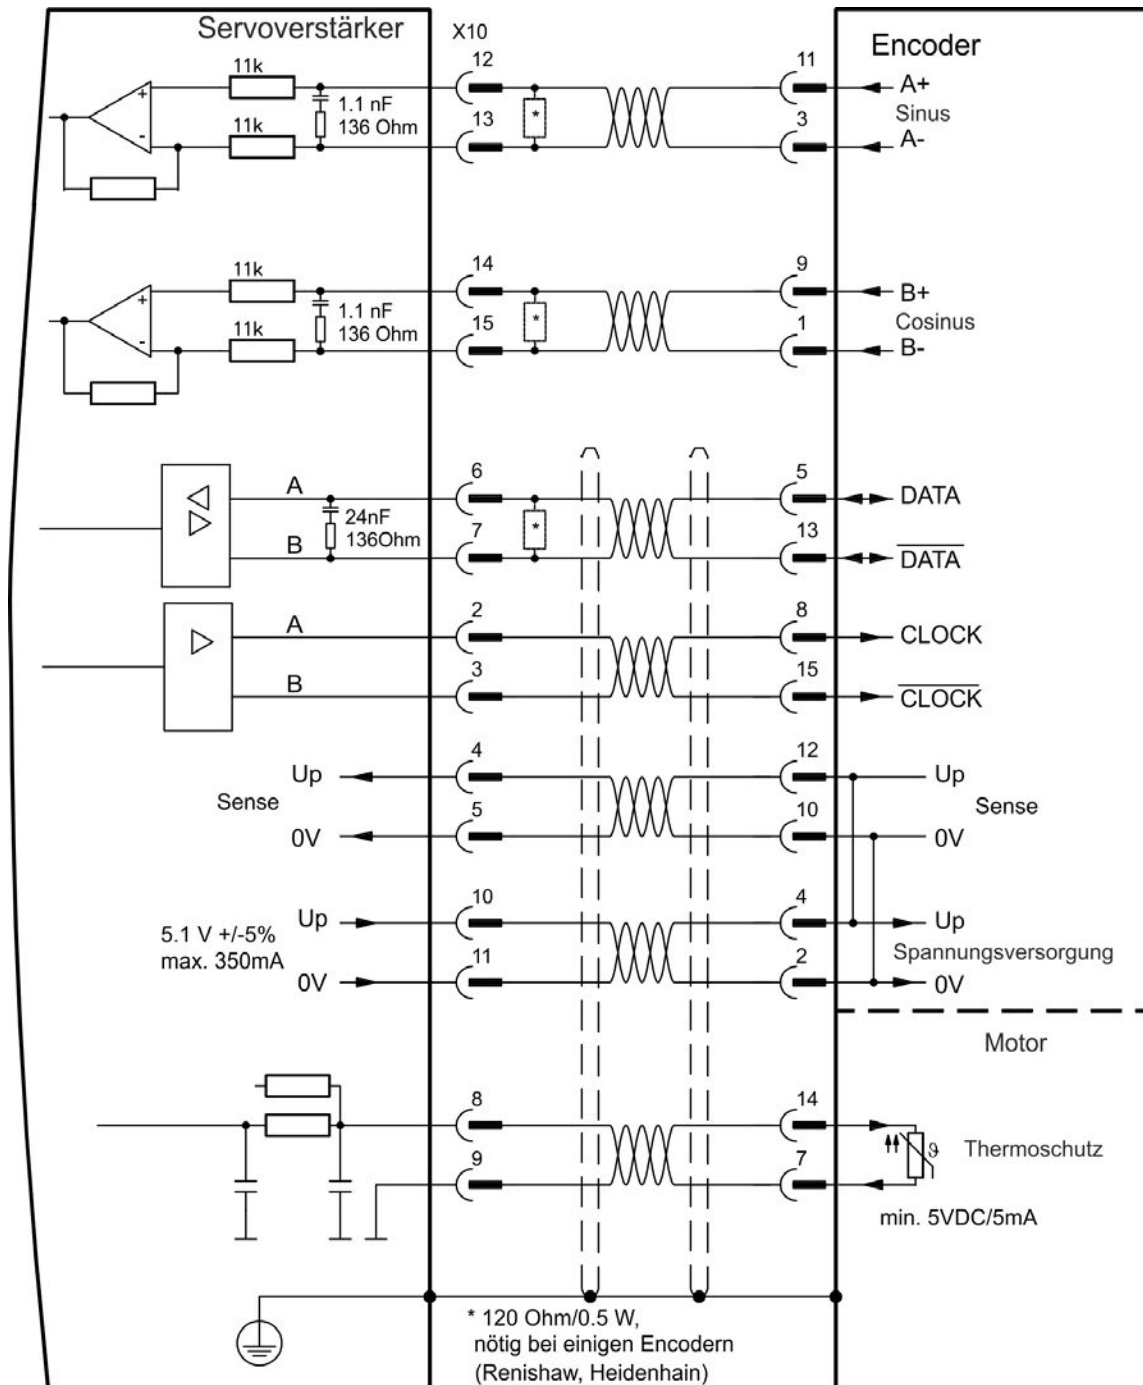 Servoverstärker
X10
Encoder
11k
12
11
A+
+
1.1 nF
136 Ohm
*
Sinus
11k
13
3
A-
-
11k
14
9
B+
+
1.1 nF
136 Ohm
*
Cosinus
11k
15
1
B-
-
A
6
5
DATA
24nF
136Ohm
*
B
7
13
DATA
A
2
8
CLOCK
B
3
15
CLOCK
Up
4
12
Up
Sense
Sense
0V
5
10
0V
Up
10
4
Up
5.1 V +/-5%
max. 350mA
Spannungsversorgung
0V
11
2
0V
Motor
8
14
ϑ
Thermoschutz
9
7
min. 5VDC/5mA
* 120 Ohm/0.5 W,
nötig bei einigen Encodern
(Renishaw, Heidenhain)